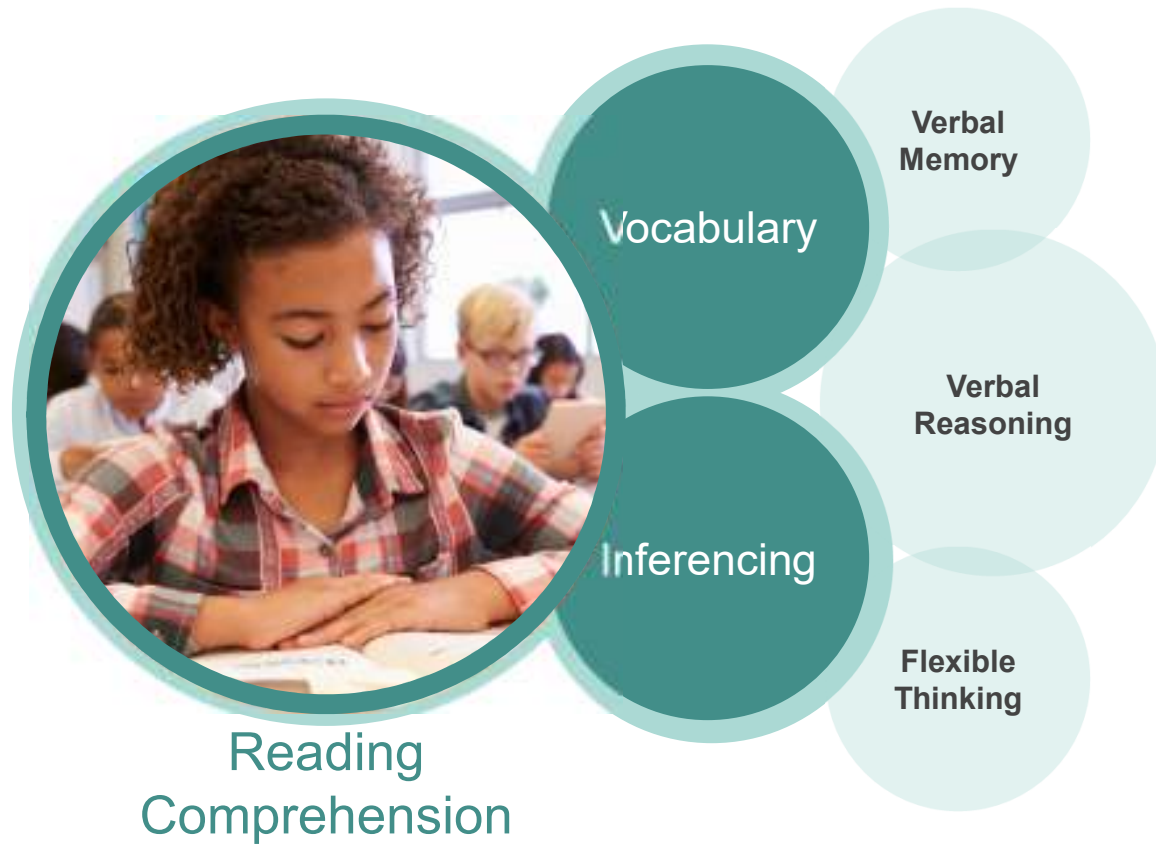 Verbal
Memory
Vocabulary
Verbal
Reasoning
Inferencing
Flexible
Thinking
Reading
Comprehension